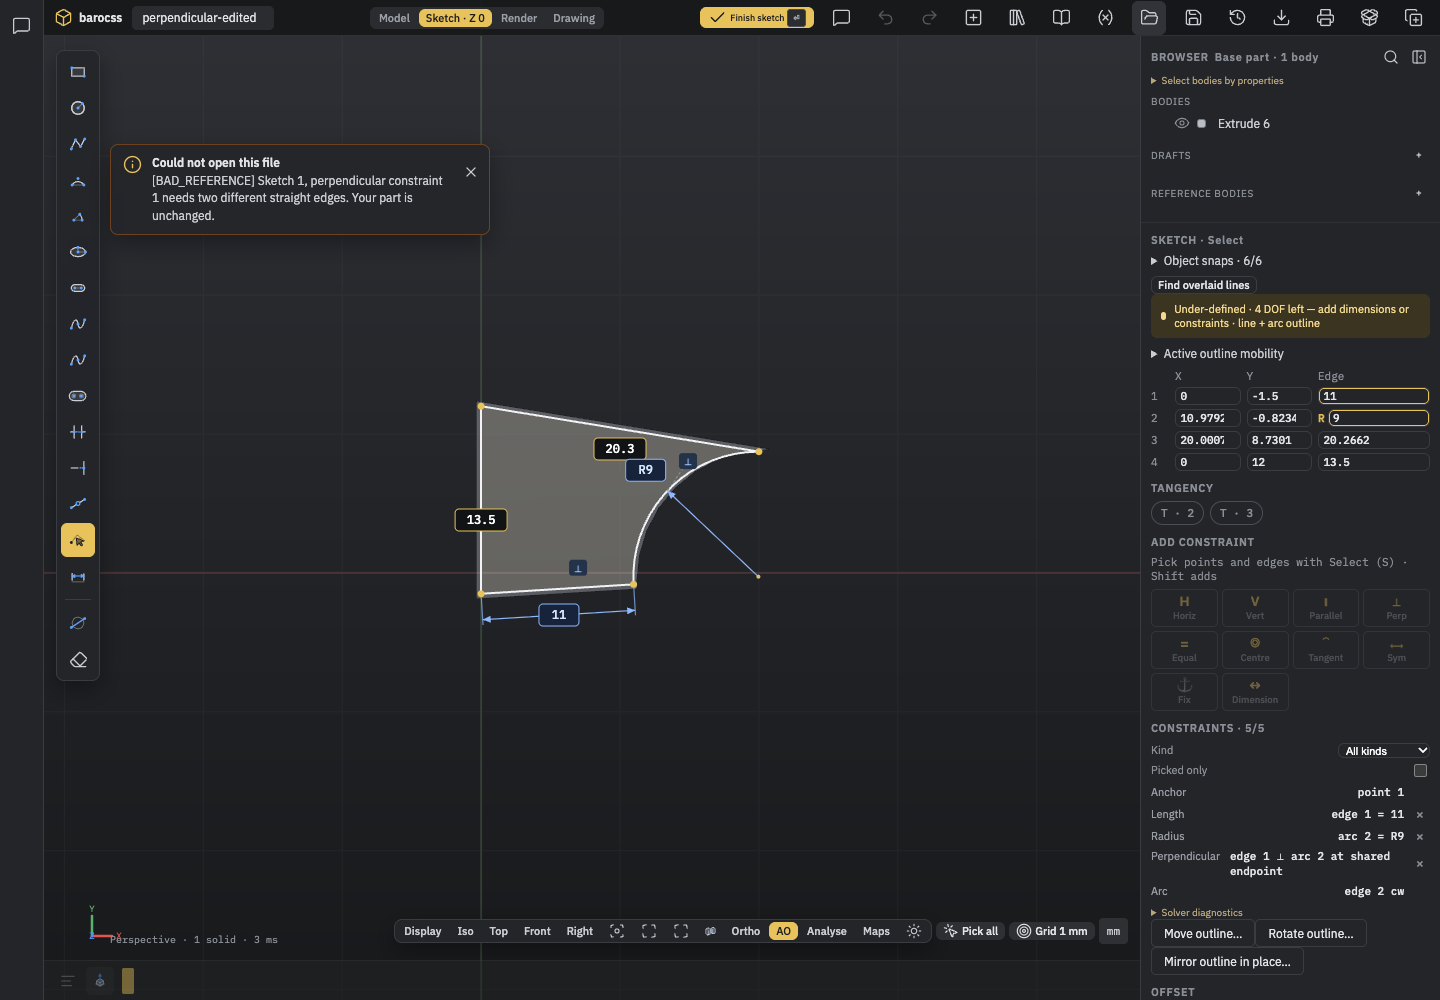 barocss
perpendicular-edited
Model
Sketch · Z 0
Render
Drawing
Finish sketch
Could not open this file
[BAD_REFERENCE] Sketch 1, perpendicular constraint
1 needs two different straight edges. Your part is
unchanged.
20.3
R9
⊥
13.5
⊥
11
Y
X
Z
Perspective · 1 solid · 3 ms
Display
Iso
Top
Front
Right
Ortho
AO
Analyse
Maps
Pick all
Grid 1 mm
mm
BROWSER Base part · 1 body
Select bodies by properties
BODIES
Extrude 6
DRAFTS +
REFERENCE BODIES +
SKETCH · Select
Object snaps · 6/6
Find overlaid lines
Under-defined · 4 DOF left — add dimensions or
constraints · line + arc outline
Active outline mobility
X Y Edge
1 0 -1.5 11
2 10.9792 -0.8234 R 9
3 20.0007 8.7301 20.2662
4 0 12 13.5
TANGENCY
T · 2 T · 3
ADD CONSTRAINT
Pick points and edges with Select (S) ·
Shift adds
H V ∥ ⊥
Horiz Vert Parallel Perp
Equal Centre Tangent Sym
Fix Dimension
CONSTRAINTS · 5/5
Kind All kinds
Picked only
Anchor point 1
Length edge 1 = 11 ×
Radius arc 2 = R9 ×
Perpendicular edge 1 ⊥ arc 2 at shared
endpoint ×
Arc edge 2 cw
Solver diagnostics
Move outline... Rotate outline...
Mirror outline in place...
OFFSET